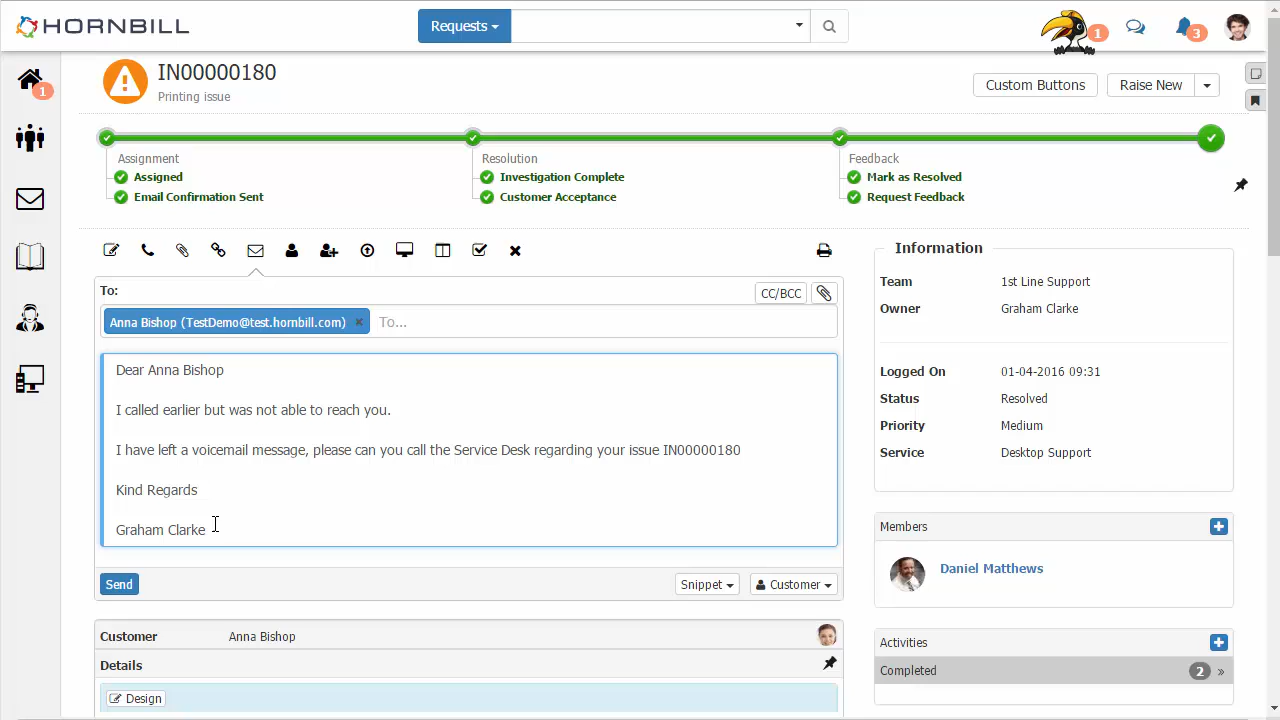 HORNBILL
Requests
1
3
1
IN00000180
Printing issue
Custom Buttons
Raise New
Assignment
Assigned
Email Confirmation Sent
Resolution
Investigation Complete
Customer Acceptance
Feedback
Mark as Resolved
Request Feedback
To:
CC/BCC
Anna Bishop (TestDemo@test.hornbill.com) ×
To...
Dear Anna Bishop
I called earlier but was not able to reach you.
I have left a voicemail message, please can you call the Service Desk regarding your issue IN00000180
Kind Regards
Graham Clarke
Send
Snippet
Customer
Customer
Anna Bishop
Details
Design
Information
Team 1st Line Support
Owner Graham Clarke
Logged On 01-04-2016 09:31
Status Resolved
Priority Medium
Service Desktop Support
Members
Daniel Matthews
Activities
Completed 2 »